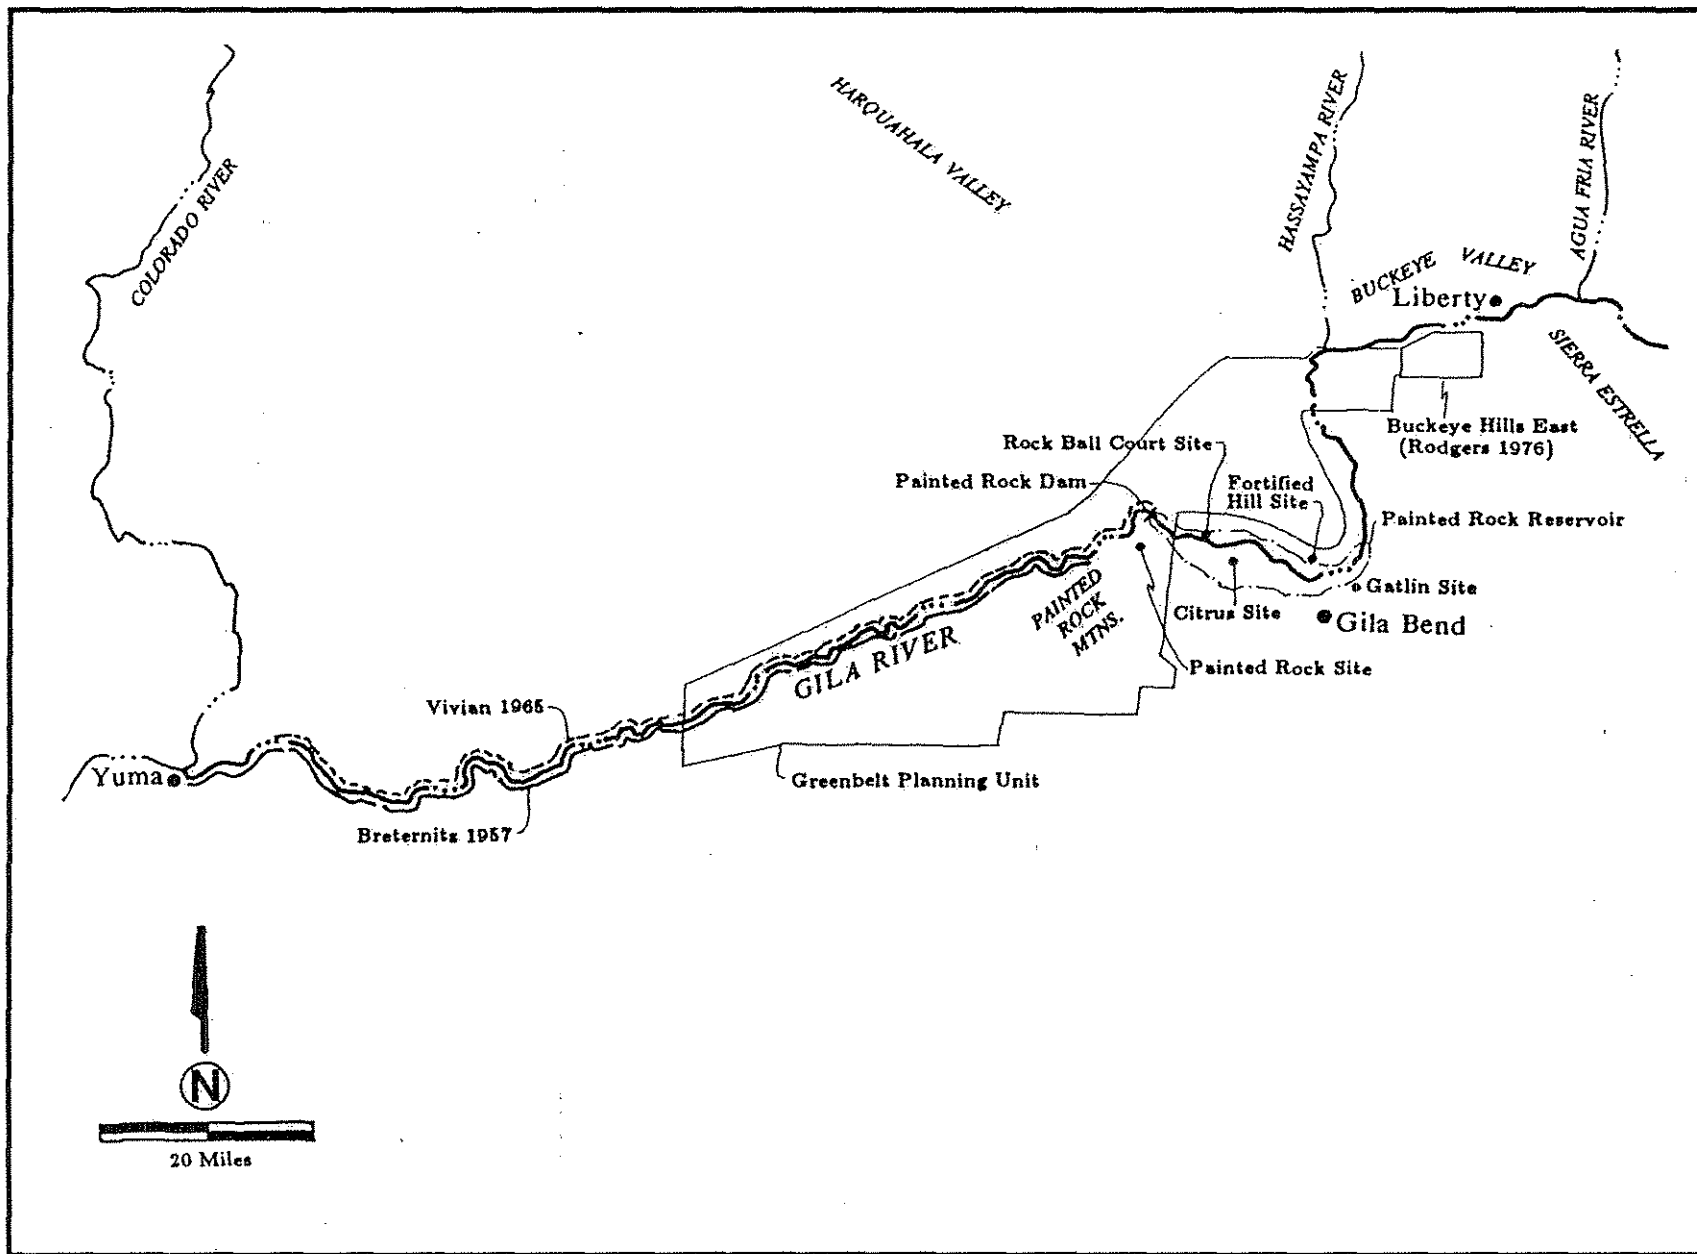 HARQUAHALA VALLEY
HASSAYAMPA RIVER
AGUA FRIA RIVER
COLORADO RIVER
BUCKEYE VALLEY
Liberty
SIERRA ESTRELLA
Buckeye Hills East
(Rodgers 1976)
Rock Ball Court Site
Painted Rock Dam
Fortified
Hill Site
Painted Rock Reservoir
Gatlin Site
Citrus Site
Gila Bend
PAINTED
ROCK
MTNS.
Painted Rock Site
GILA RIVER
Vivian 1965
Greenbelt Planning Unit
Yuma
Breternitz 1957
N
20 Miles